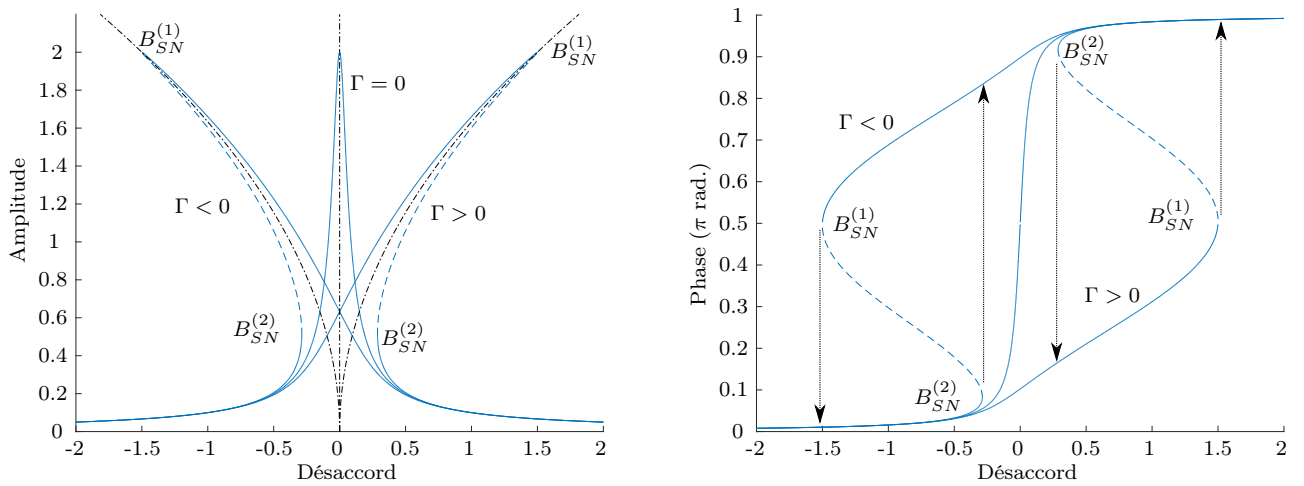 B_{SN}^{(1)}
B_{SN}^{(1)}
Γ = 0
Γ < 0
Γ > 0
B_{SN}^{(2)}
B_{SN}^{(2)}
Amplitude
2
1.8
1.6
1.4
1.2
1
0.8
0.6
0.4
0.2
0
-2
-1.5
-1
-0.5
0
0.5
1
1.5
2
Désaccord
Phase (π rad.)
1
0.9
0.8
0.7
0.6
0.5
0.4
0.3
0.2
0.1
0
B_{SN}^{(2)}
Γ < 0
B_{SN}^{(1)}
B_{SN}^{(1)}
Γ > 0
B_{SN}^{(2)}
-2
-1.5
-1
-0.5
0
0.5
1
1.5
2
Désaccord